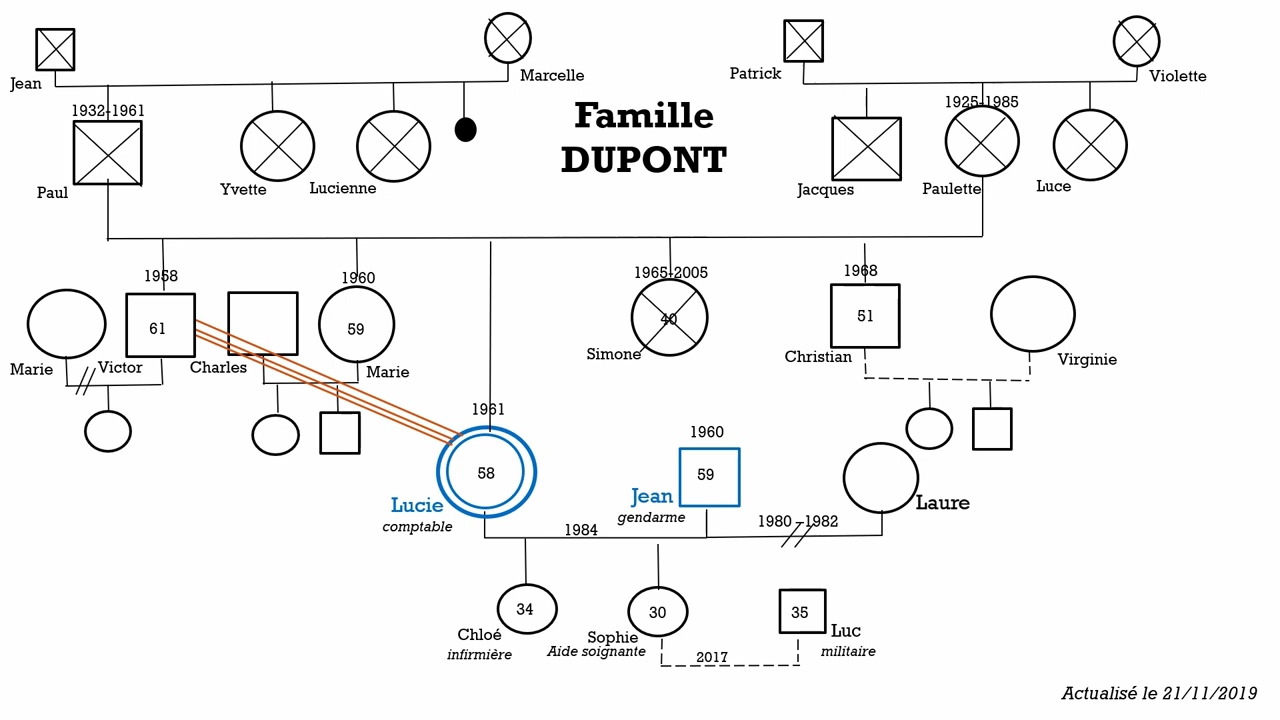 Jean
Marcelle
Patrick
Violette
Famille
DUPONT
1932-1961
1925-1985
Paul
Yvette
Lucienne
Jacques
Paulette
Luce
1958
1960
1965-2005
1968
61
59
40
51
Marie
Victor
Charles
Marie
Simone
Christian
Virginie
1961
1960
58
59
Lucie
comptable
Jean
gendarme
Laure
1984
1980 -1982
34
30
35
Chloé
infirmière
Sophie
Aide soignante
Luc
militaire
2017
Actualisé le 21/11/2019